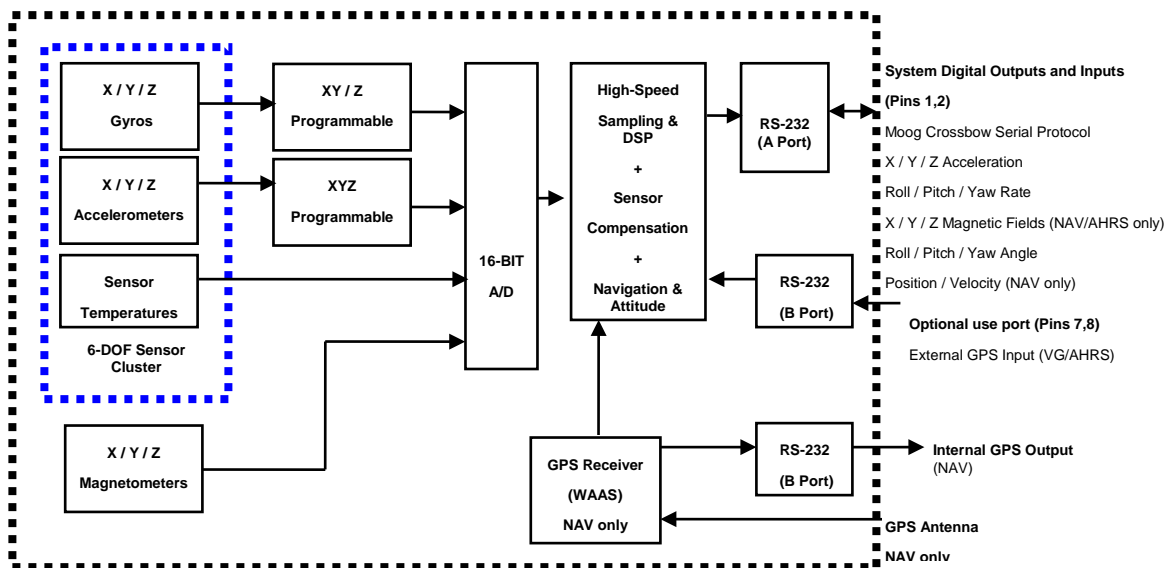 X / Y / Z
Gyros
X / Y / Z
Accelerometers
Sensor
Temperatures
6-DOF Sensor
Cluster
X / Y / Z
Magnetometers
XY / Z
Programmable
XYZ
Programmable
16-BIT
A/D
High-Speed
Sampling &
DSP
+
Sensor
Compensation
+
Navigation &
Attitude
RS-232
(A Port)
RS-232
(B Port)
GPS Receiver
(WAAS)
NAV only
RS-232
(B Port)
System Digital Outputs and Inputs
(Pins 1,2)
Moog Crossbow Serial Protocol
X / Y / Z Acceleration
Roll / Pitch / Yaw Rate
X / Y / Z Magnetic Fields (NAV/AHRS only)
Roll / Pitch / Yaw Angle
Position / Velocity (NAV only)
Optional use port (Pins 7,8)
External GPS Input (VG/AHRS)
Internal GPS Output
(NAV)
GPS Antenna
NAV only